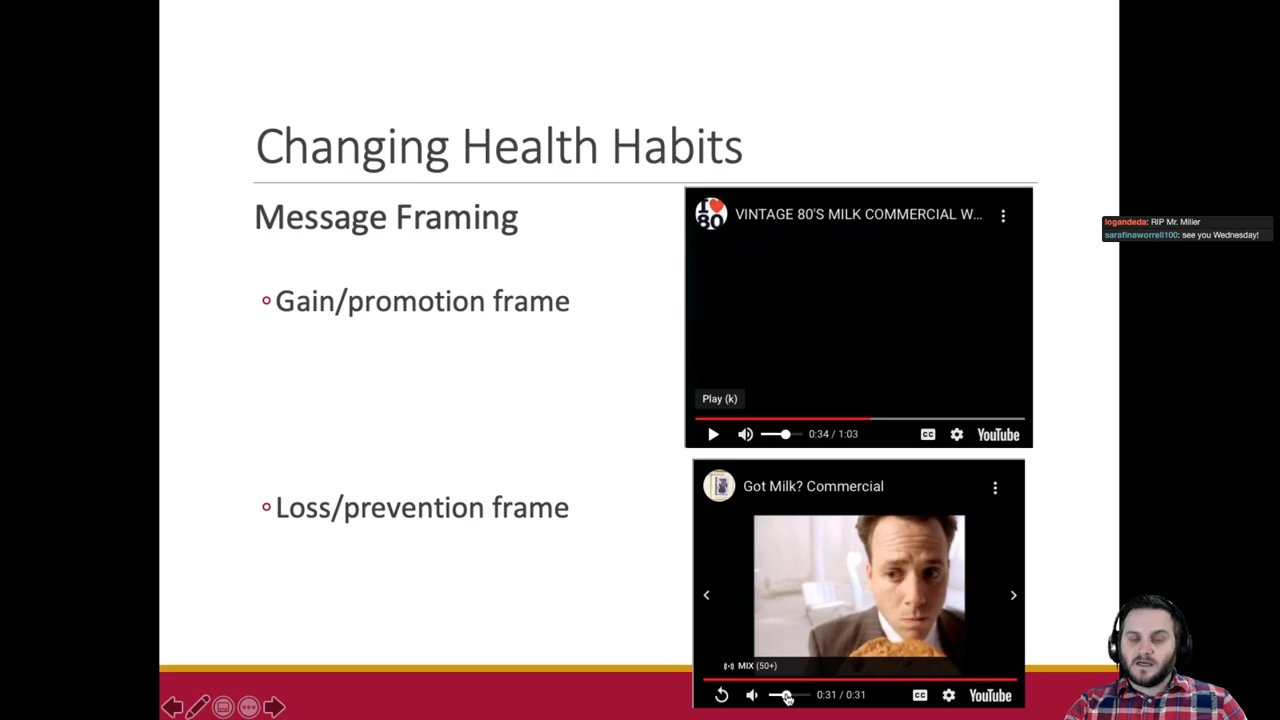 Changing Health Habits
Message Framing
Gain/promotion frame
Loss/prevention frame
I
80
VINTAGE 80'S MILK COMMERCIAL W...
Play (k)
0:34 / 1:03
CC
YouTube
Got Milk? Commercial
MIX (50+)
0:31 / 0:31
CC
YouTube
logandeda: RIP Mr. Miller
sarafinaworrell100: see you Wednesday!